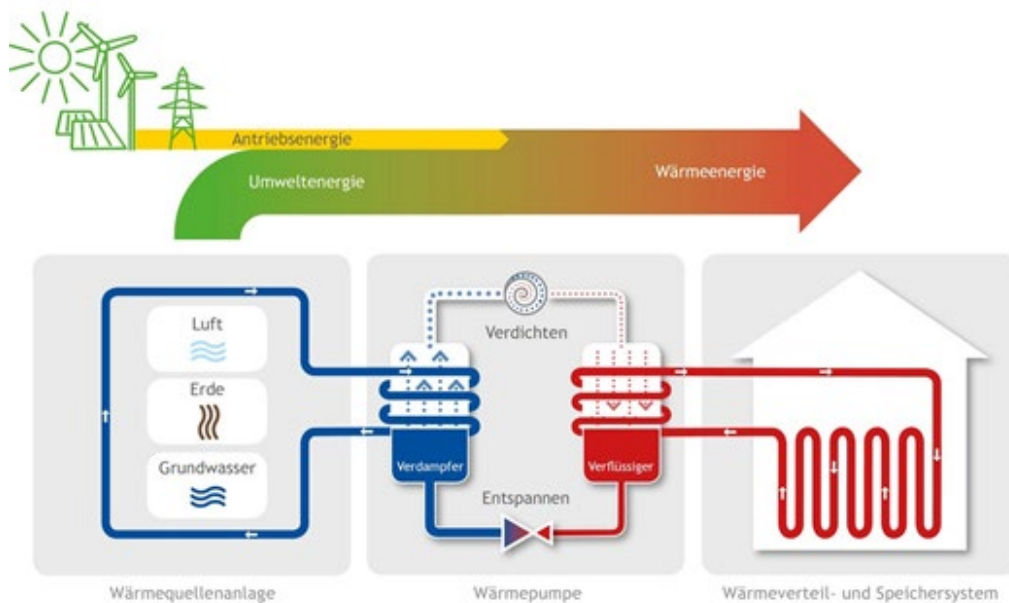 Antriebsenergie
Umweltenergie
Wärmeenergie
Luft
Erde
Grundwasser
Verdichten
Verdampfer
Verflüssiger
Entspannen
Wärmequellenanlage
Wärmepumpe
Wärmeverteil- und Speichersystem